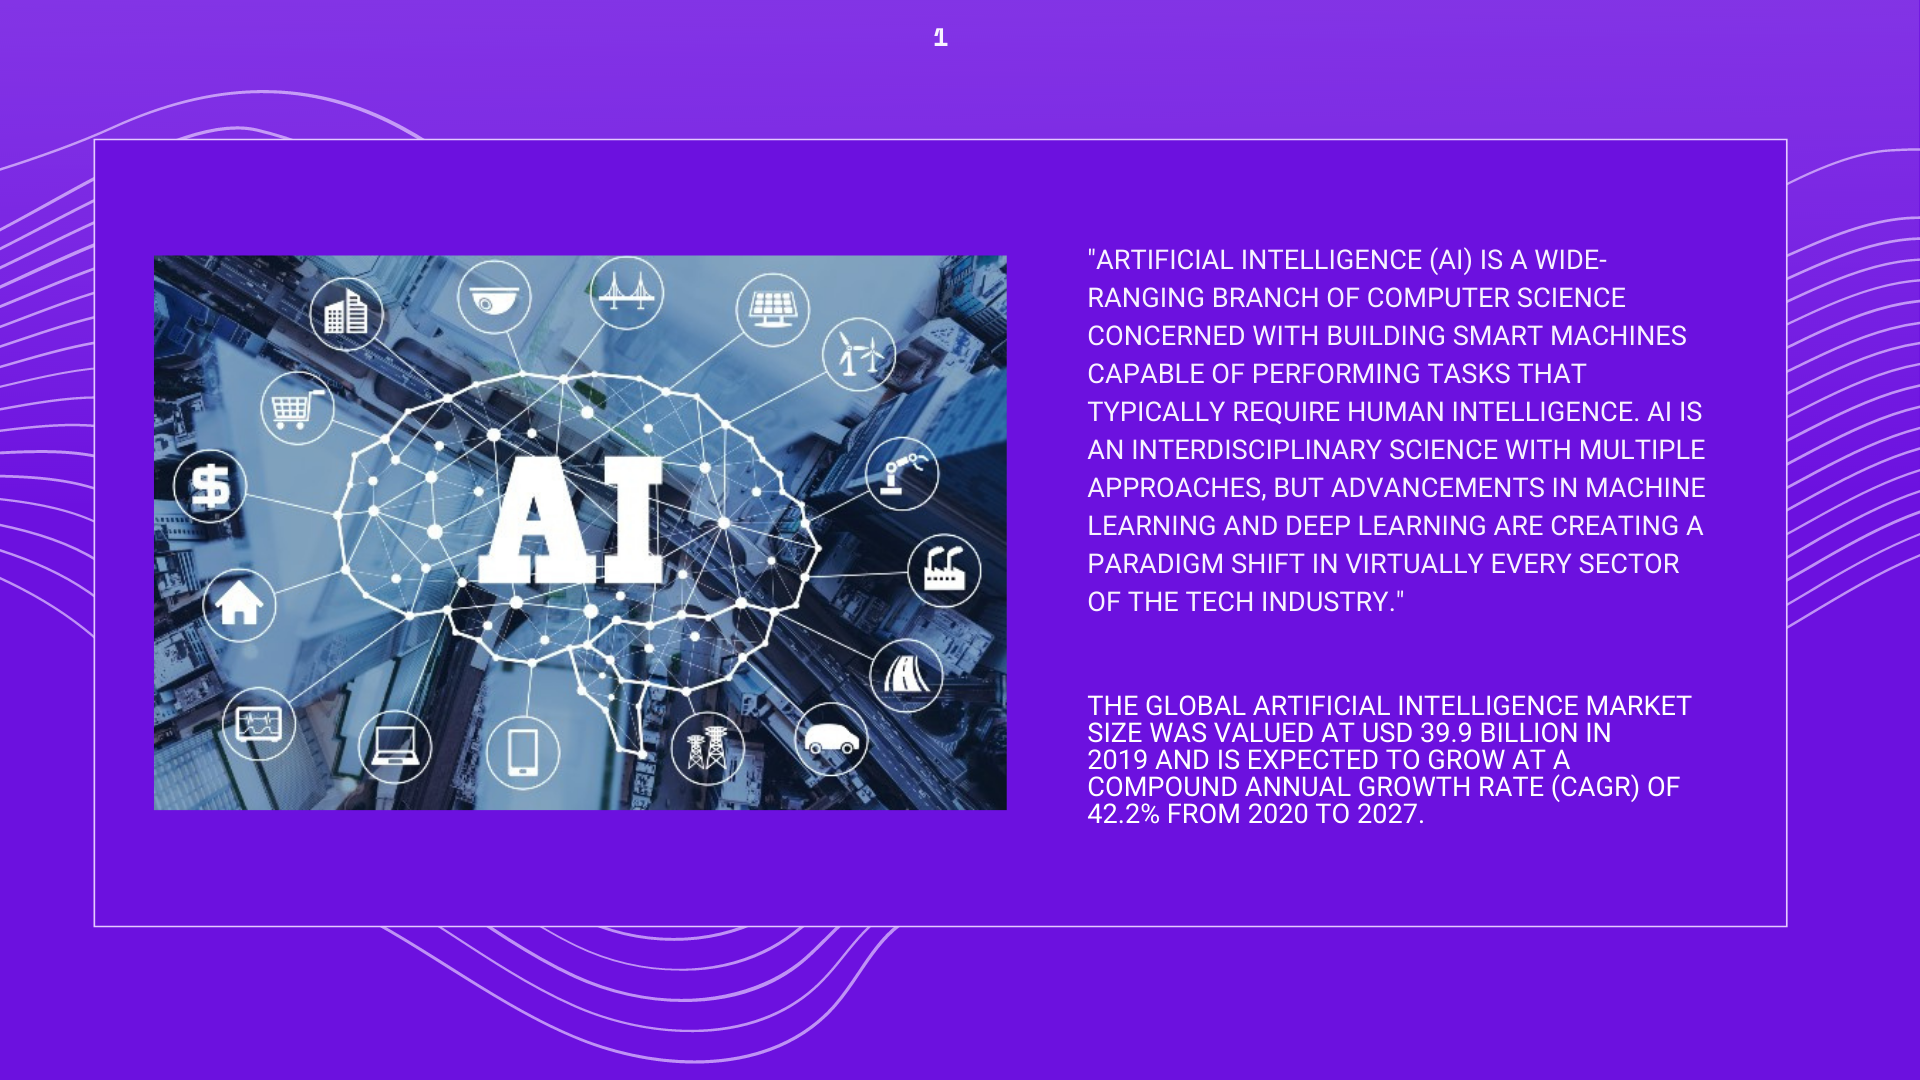 1
"ARTIFICIAL INTELLIGENCE (AI) IS A WIDE-
RANGING BRANCH OF COMPUTER SCIENCE
CONCERNED WITH BUILDING SMART MACHINES
CAPABLE OF PERFORMING TASKS THAT
TYPICALLY REQUIRE HUMAN INTELLIGENCE. AI IS
AN INTERDISCIPLINARY SCIENCE WITH MULTIPLE
APPROACHES, BUT ADVANCEMENTS IN MACHINE
LEARNING AND DEEP LEARNING ARE CREATING A
PARADIGM SHIFT IN VIRTUALLY EVERY SECTOR
OF THE TECH INDUSTRY."
THE GLOBAL ARTIFICIAL INTELLIGENCE MARKET
SIZE WAS VALUED AT USD 39.9 BILLION IN
2019 AND IS EXPECTED TO GROW AT A
COMPOUND ANNUAL GROWTH RATE (CAGR) OF
42.2% FROM 2020 TO 2027.
$
AI